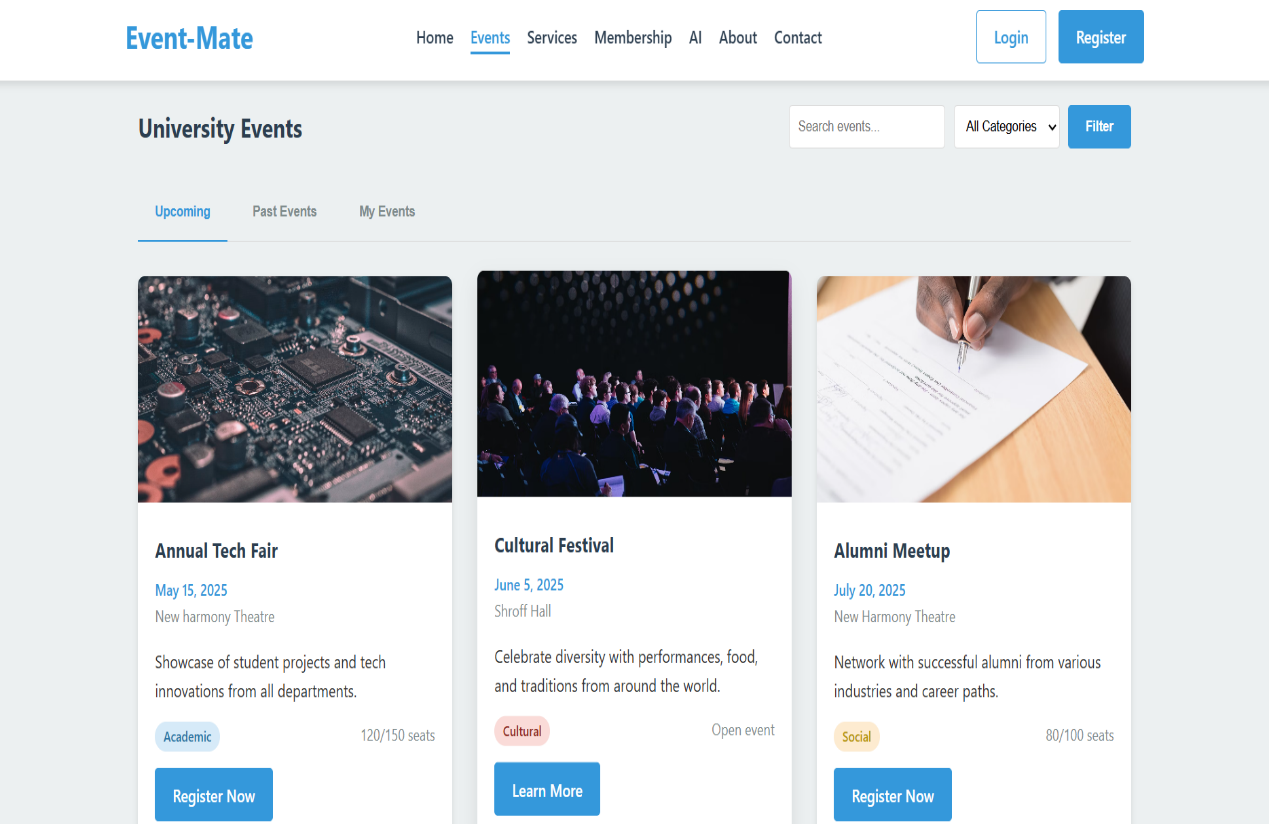 Event-Mate
Home Events Services Membership AI About Contact
Login
Register
University Events
Search events...
All Categories
Filter
Upcoming
Past Events
My Events
Annual Tech Fair
May 15, 2025
New harmony Theatre
Showcase of student projects and tech
innovations from all departments.
Academic
120/150 seats
Register Now
Cultural Festival
June 5, 2025
Shroff Hall
Celebrate diversity with performances, food,
and traditions from around the world.
Cultural
Open event
Learn More
Alumni Meetup
July 20, 2025
New Harmony Theatre
Network with successful alumni from various
industries and career paths.
Social
80/100 seats
Register Now